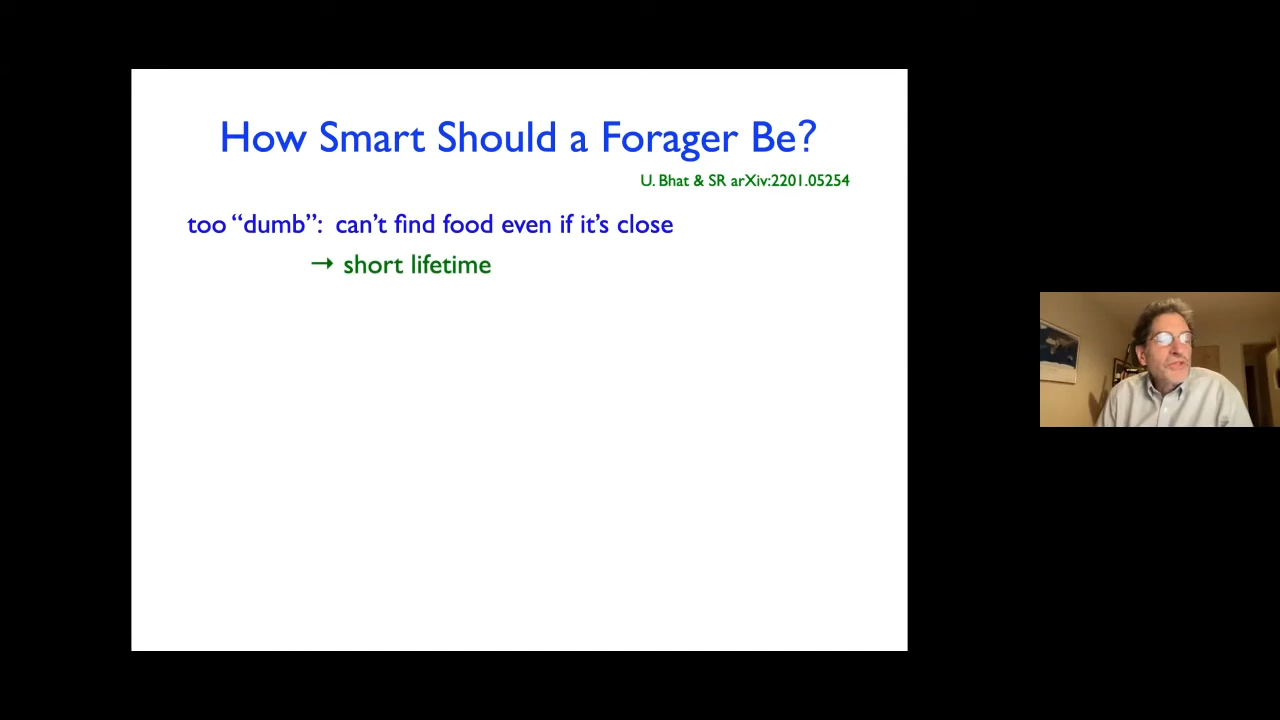 How Smart Should a Forager Be?
U. Bhat & SR arXiv:2201.05254
too “dumb”: can’t find food even if it’s close
→ short lifetime